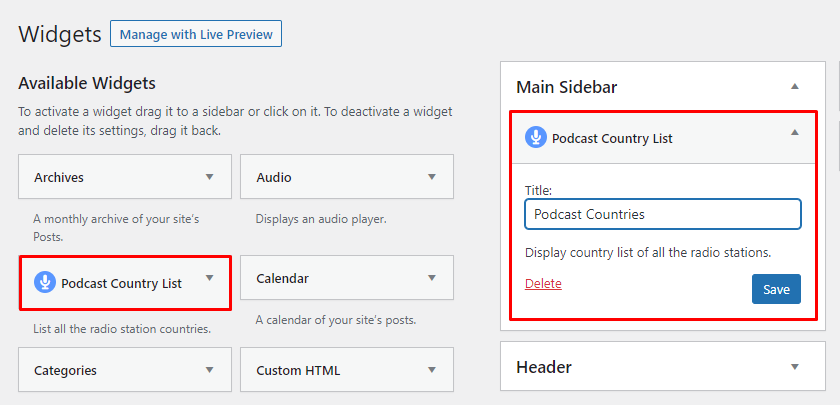 Widgets
Manage with Live Preview
Available Widgets
To activate a widget drag it to a sidebar or click on it. To deactivate a widget
and delete its settings, drag it back.
Archives
Audio
A monthly archive of your site's
Posts.
Displays an audio player.
Podcast Country List
Calendar
List all the radio station countries.
A calendar of your site's posts.
Categories
Custom HTML
Main Sidebar
Podcast Country List
Title:
Podcast Countries
Display country list of all the radio stations.
Delete
Save
Header